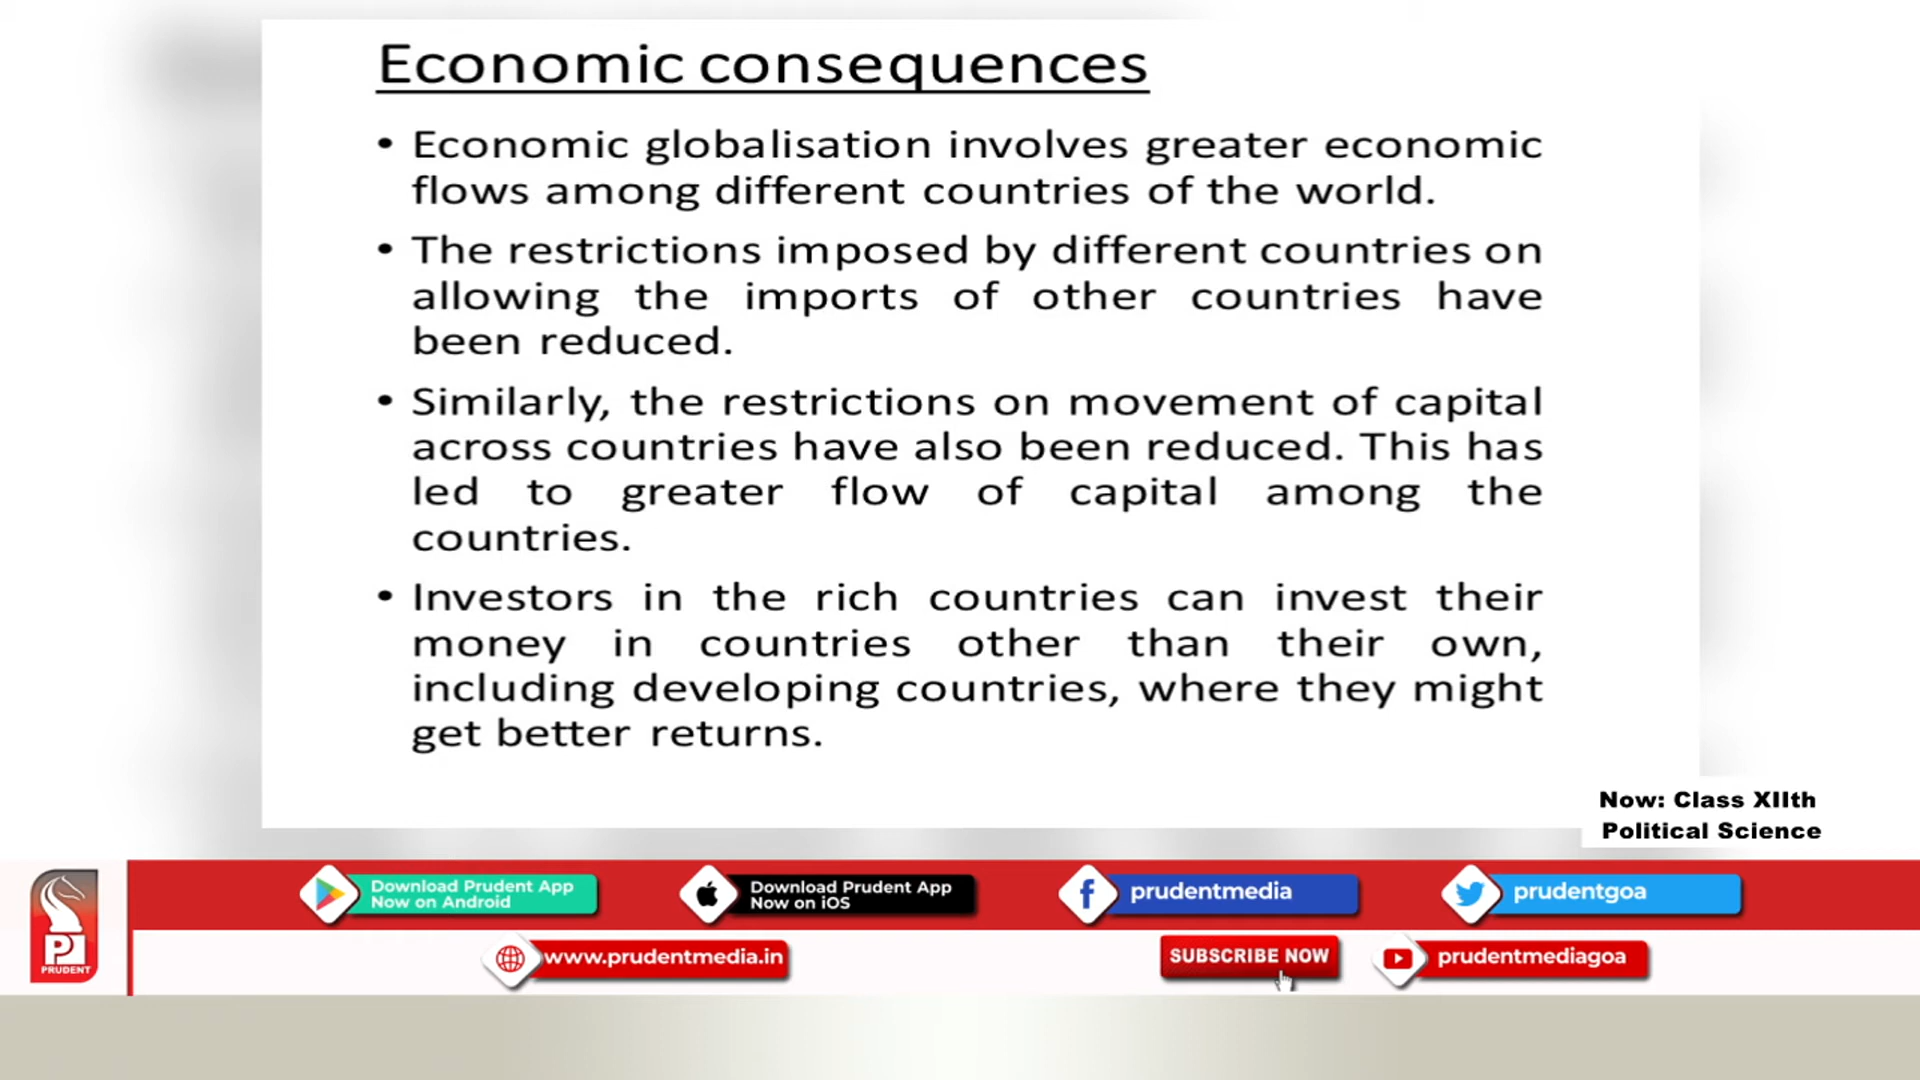 Economic consequences
• Economic globalisation involves greater economic
flows among different countries of the world.
• The restrictions imposed by different countries on
allowing the imports of other countries have
been reduced.
• Similarly, the restrictions on movement of capital
across countries have also been reduced. This has
led to greater flow of capital among the
countries.
• Investors in the rich countries can invest their
money in countries other than their own,
including developing countries, where they might
get better returns.
Now: Class XIIth
Political Science
Download Prudent App
Now on Android
Download Prudent App
Now on iOS
prudentmedia
prudentgoa
P
PRUDENT
www.prudentmedia.in
SUBSCRIBE NOW
prudentmediagoa